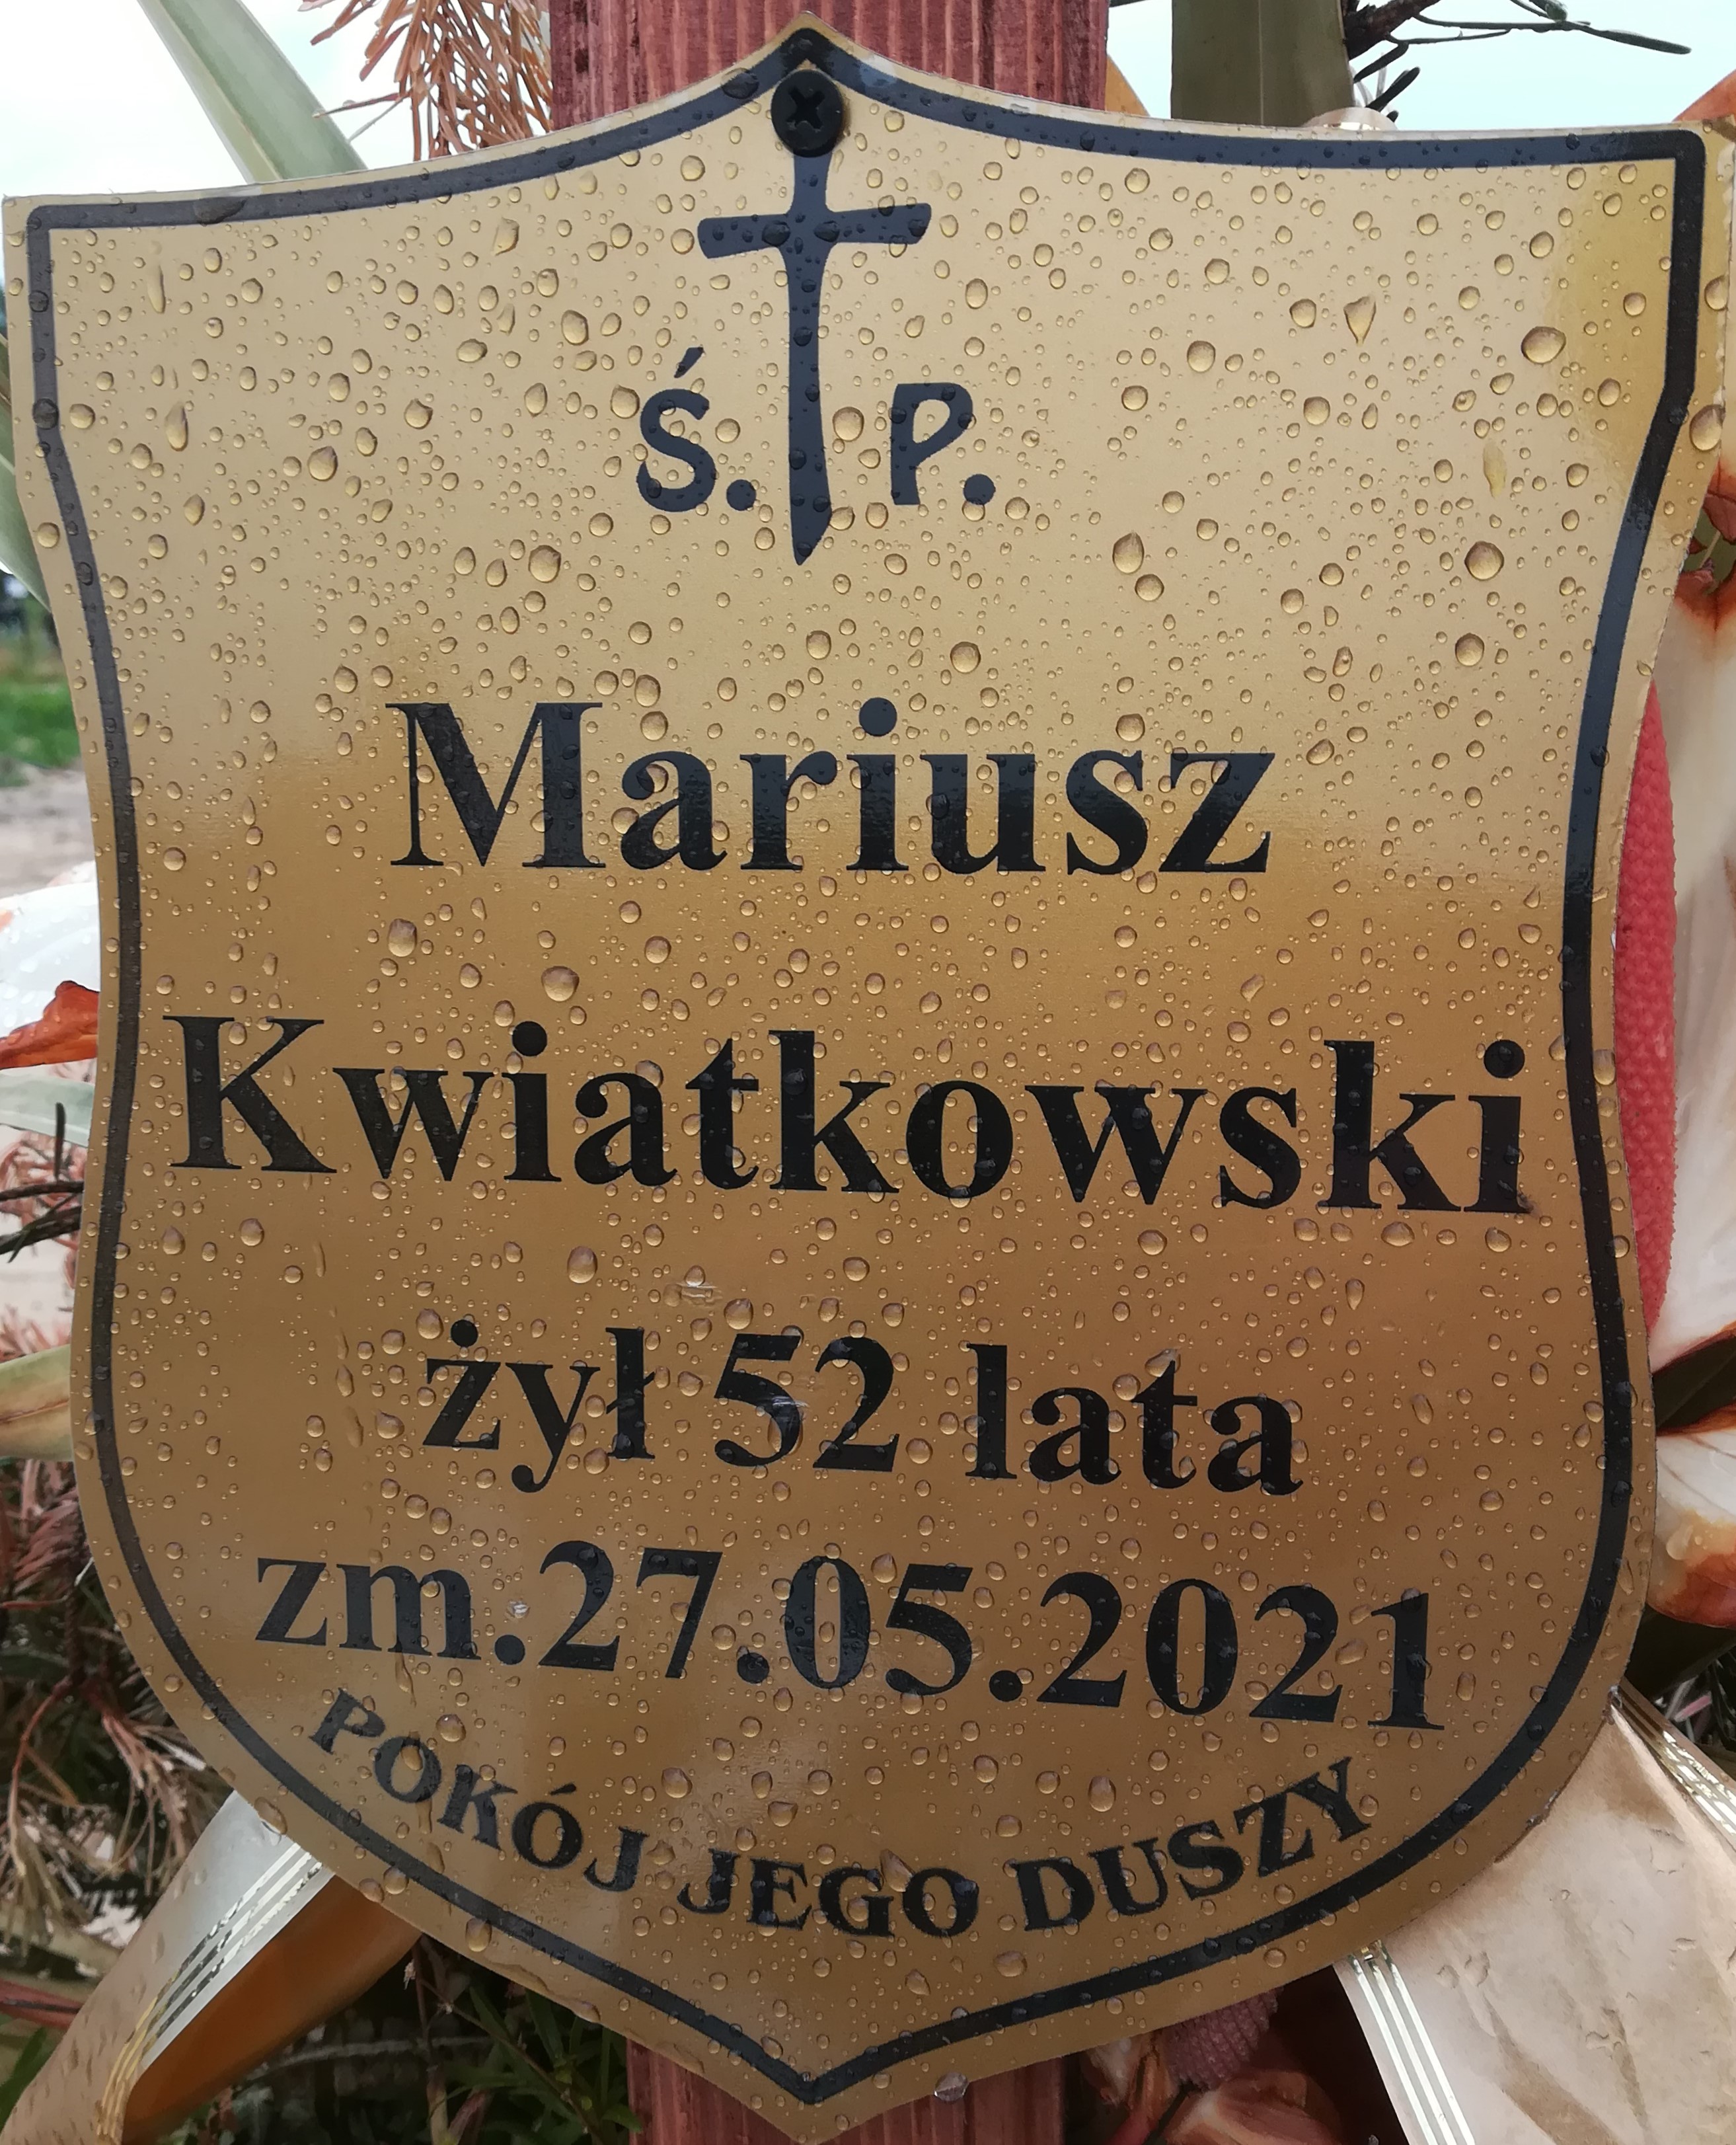 Ś. P.
Mariusz
Kwiatkowski
żył 52 lata
zm.27.05.2021
POKÓJ JEGO DUSZY